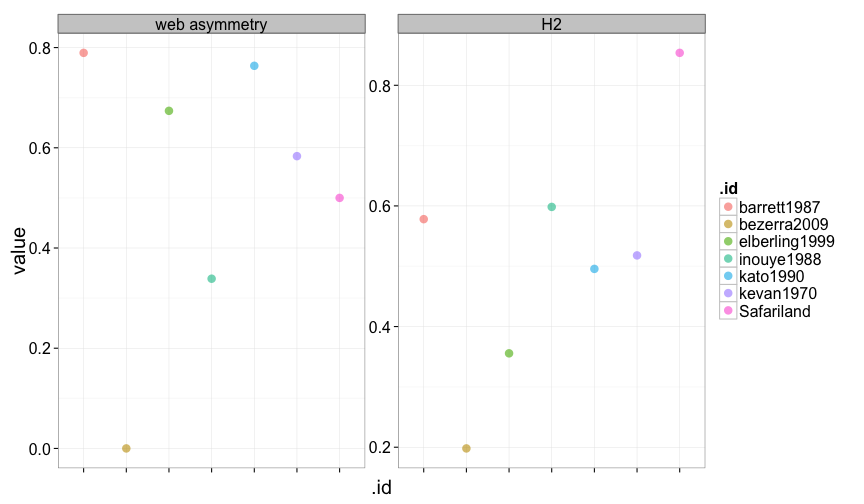 web asymmetry
H2
value
0.8
0.6
0.4
0.2
0.0
0.8
0.6
0.4
0.2
.id
.id
barrett1987
bezerra2009
elberling1999
inouye1988
kato1990
kevan1970
Safariland